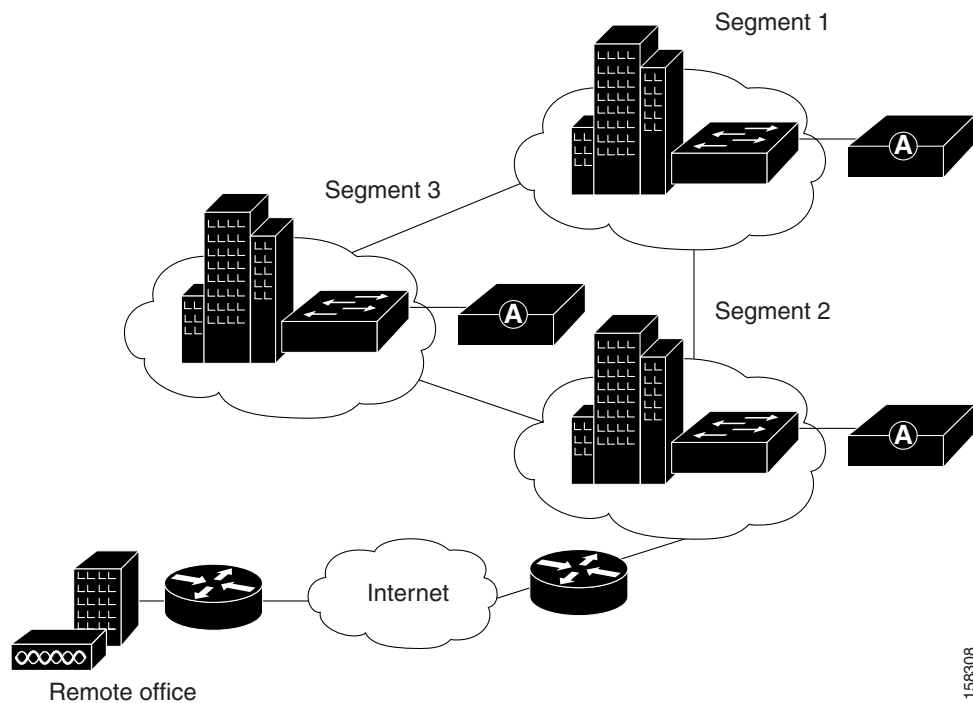 Segment 1
A
Segment 3
A
Segment 2
A
Internet
Remote office
158308